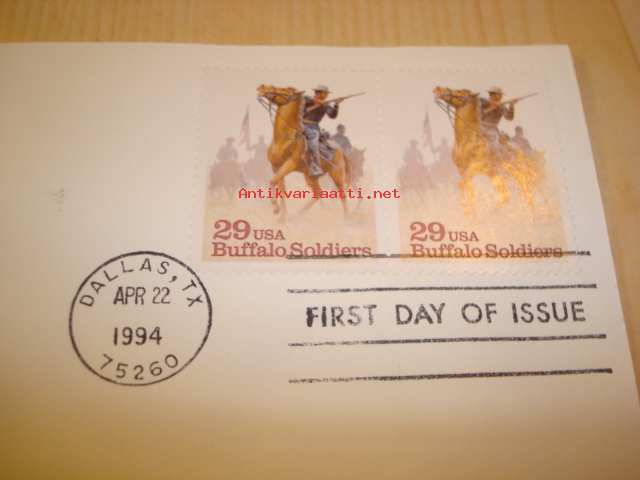 Antikvariaatti.net
29 USA
Buffalo Soldiers
29 USA
Buffalo Soldiers
DALLAS, TX
APR 22
1994
75260
FIRST DAY OF ISSUE